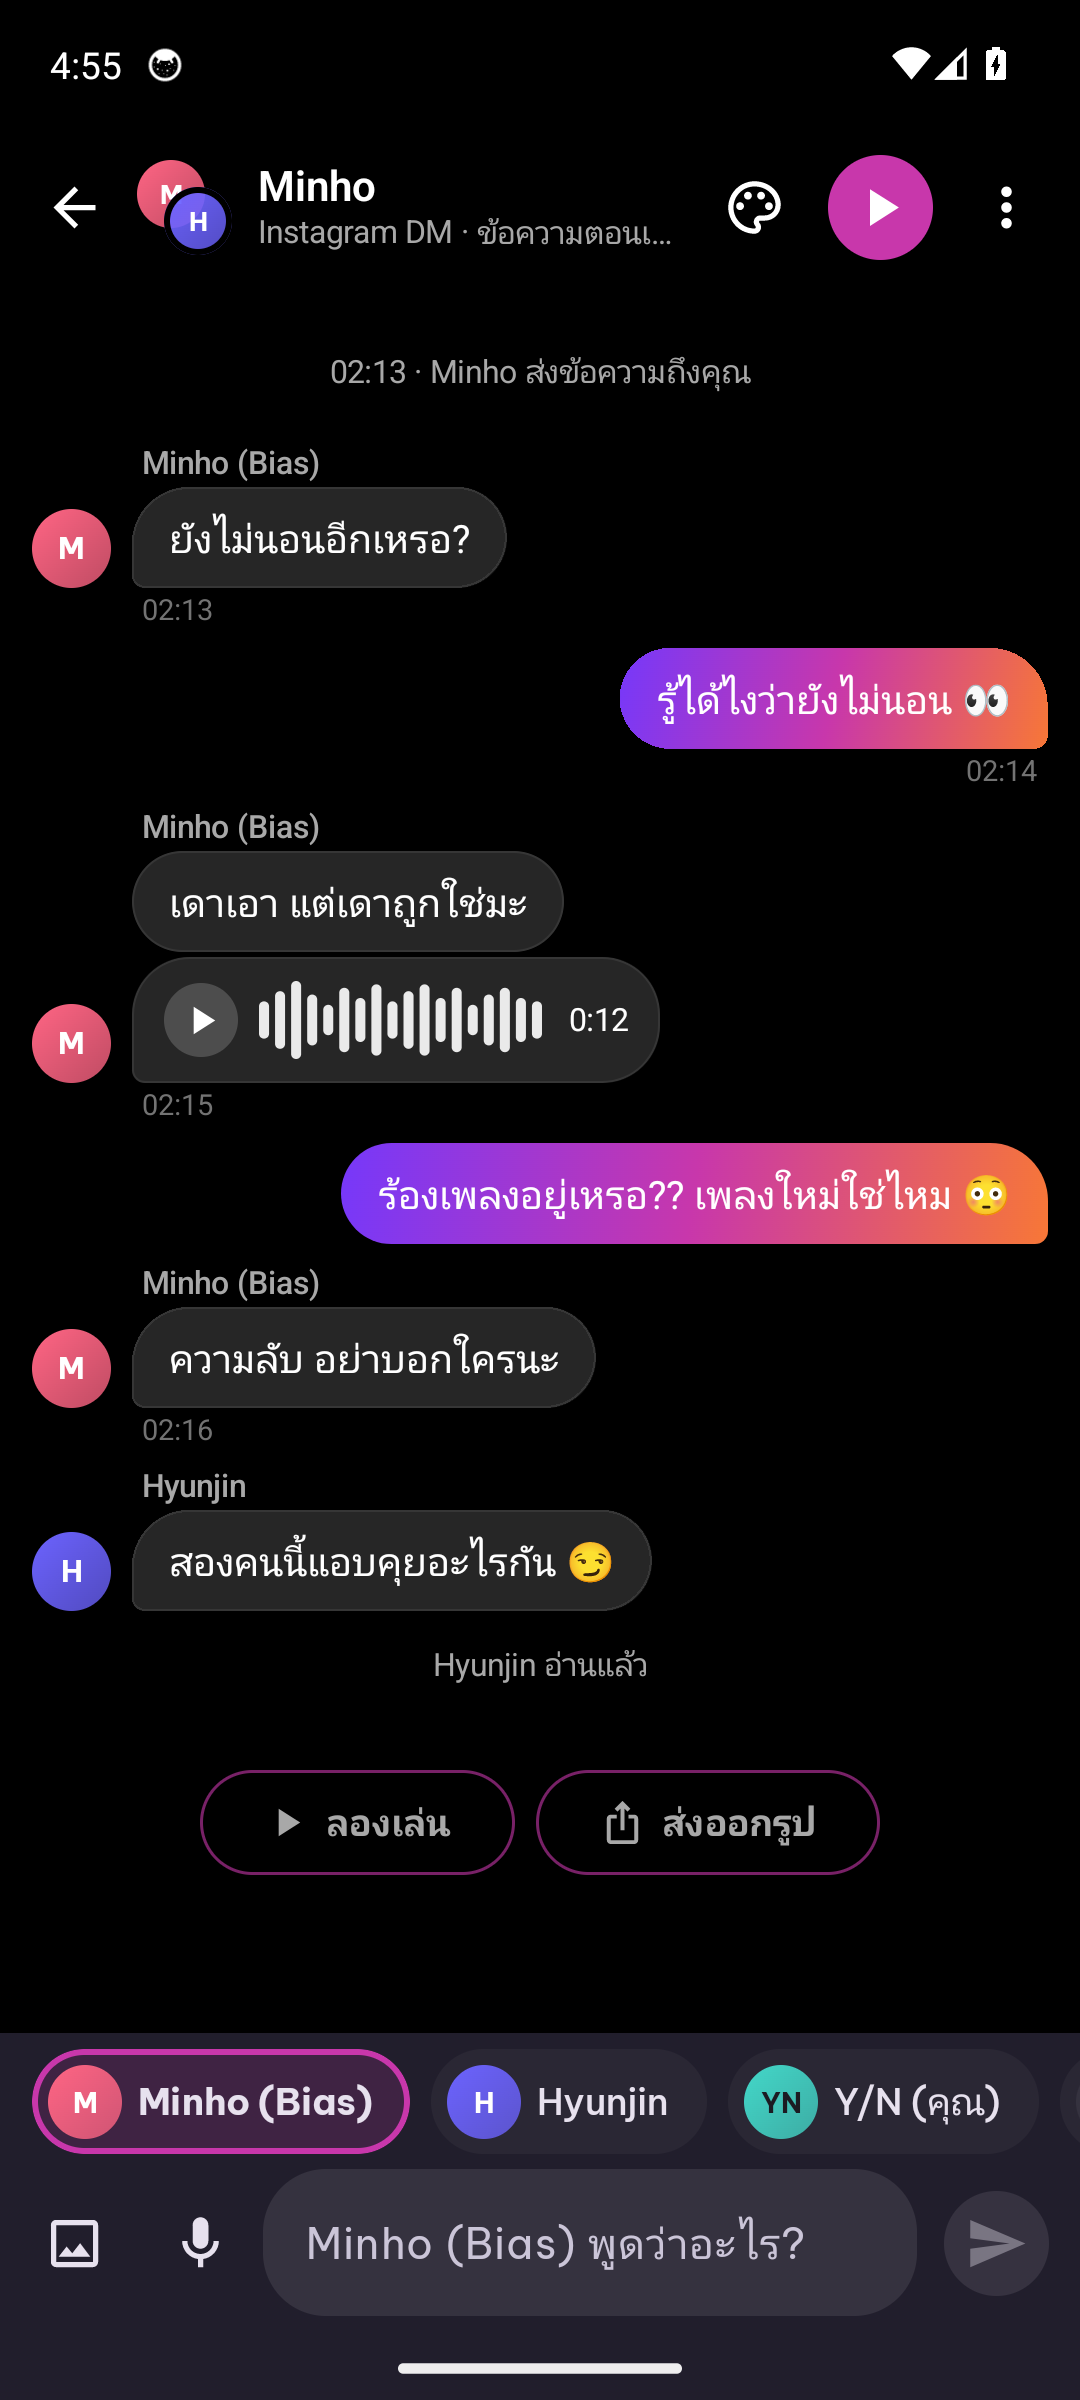 4:55
Minho
Instagram DM · ข้อความตอนเ...
M
H
02:13 · Minho ส่งข้อความถึงคุณ
Minho (Bias)
M
ยังไม่นอนอีกเหรอ?
02:13
รู้ได้ไงว่ายังไม่นอน 👀
02:14
Minho (Bias)
เดาเอา แต่เดาถูกใช่มะ
M
0:12
02:15
ร้องเพลงอยู่เหรอ?? เพลงใหม่ใช่ไหม 😳
Minho (Bias)
M
ความลับ อย่าบอกใครนะ
02:16
Hyunjin
H
สองคนนี้แอบคุยอะไรกัน 😏
Hyunjin อ่านแล้ว
ลองเล่น
ส่งออกรูป
M Minho (Bias)
H Hyunjin
YN Y/N (คุณ)
Minho (Bias) พูดว่าอะไร?